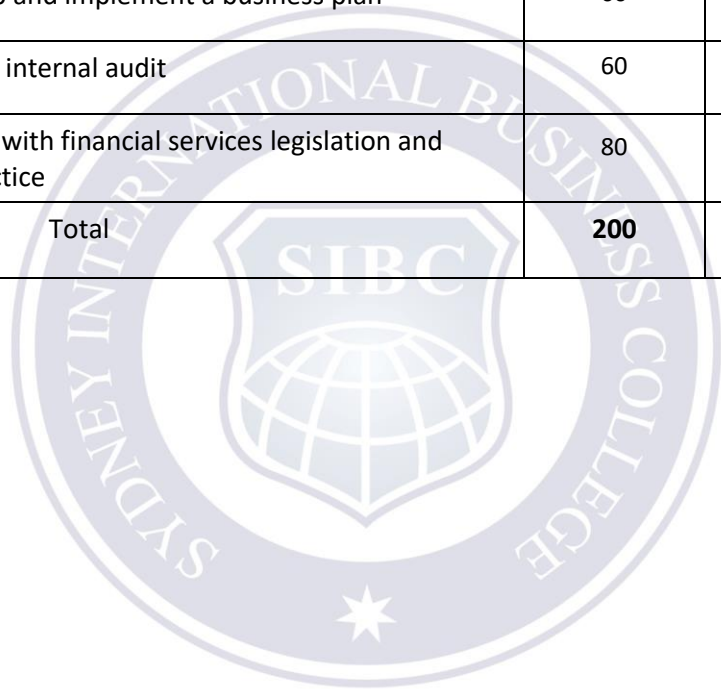 and implement a business plan
internal audit 60
with financial services legislation and 80
Total 200
SYDNEY INTERNATIONAL BUSINESS COLLEGE
SIBC